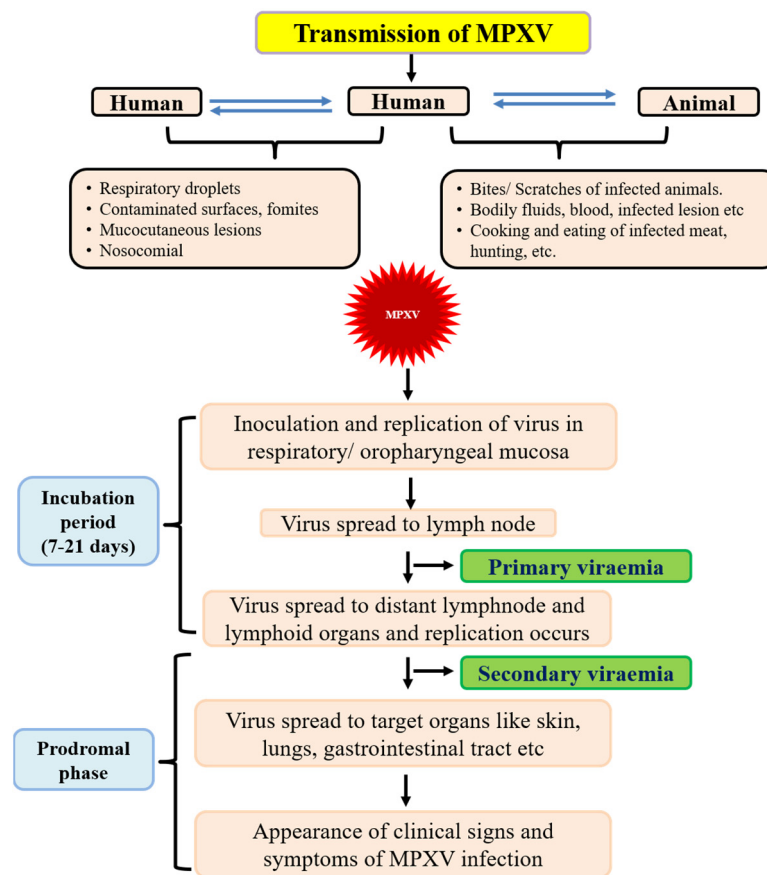 Transmission of MPXV
Human
Human
Animal
• Respiratory droplets
• Contaminated surfaces, fomites
• Mucocutaneous lesions
• Nosocomial
• Bites/ Scratches of infected animals.
• Bodily fluids, blood, infected lesion etc
• Cooking and eating of infected meat,
hunting, etc.
MPXV
Inoculation and replication of virus in
respiratory/ oropharyngeal mucosa
Incubation
period
(7-21 days)
Virus spread to lymph node
Primary viraemia
Virus spread to distant lymphnode and
lymphoid organs and replication occurs
Secondary viraemia
Virus spread to target organs like skin,
lungs, gastrointestinal tract etc
Prodromal
phase
Appearance of clinical signs and
symptoms of MPXV infection